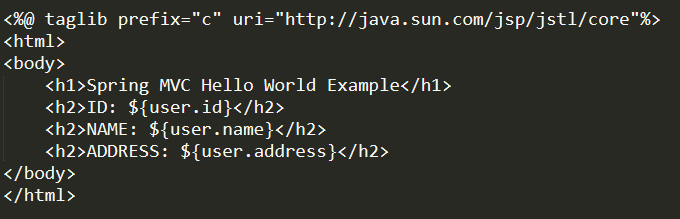 <%@ taglib prefix="c" uri="http://java.sun.com/jsp/jstl/core"%>
<html>
<body>
    <h1>Spring MVC Hello World Example</h1>
    <h2>ID: ${user.id}</h2>
    <h2>NAME: ${user.name}</h2>
    <h2>ADDRESS: ${user.address}</h2>
</body>
</html>